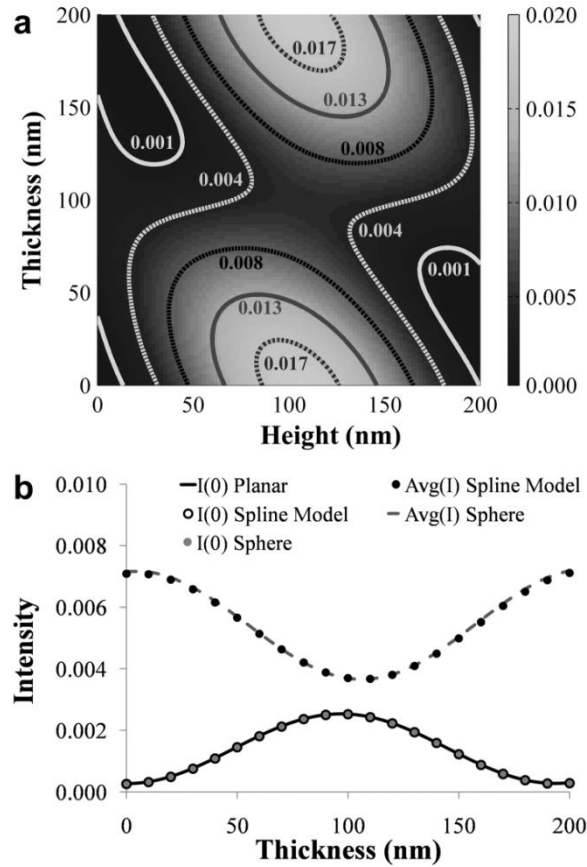 a
200
150
100
50
0
Thickness (nm)
0.017
0.013
0.008
0.001
0.004
0.004
0.008
0.001
0.013
0.017
0 50 100 150 200
Height (nm)
0.020
0.015
0.010
0.005
0.000
b
I(0) Planar
Avg(I) Spline Model
I(0) Spline Model
Avg(I) Sphere
I(0) Sphere
0.010
0.008
0.006
0.004
0.002
0.000
Intensity
0 50 100 150 200
Thickness (nm)